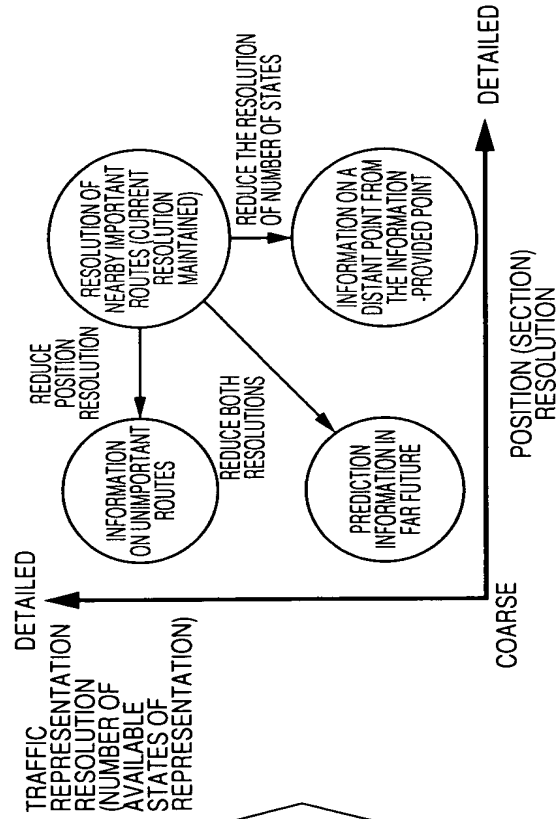 TRAFFIC
REPRESENTATION
RESOLUTION
(NUMBER OF
AVAILABLE
STATES OF
REPRESENTATION)
DETAILED
INFORMATION
ON UNIMPORTANT
ROUTES
REDUCE
POSITION
RESOLUTION
RESOLUTION OF
NEARBY IMPORTANT
ROUTES (CURRENT
RESOLUTION
MAINTAINED)
REDUCE BOTH
RESOLUTIONS
REDUCE THE RESOLUTION
OF NUMBER OF STATES
PREDICTION
INFORMATION IN
FAR FUTURE
INFORMATION ON A
DISTANT POINT FROM
THE INFORMATION
-PROVIDED POINT
COARSE
POSITION (SECTION)
RESOLUTION
DETAILED